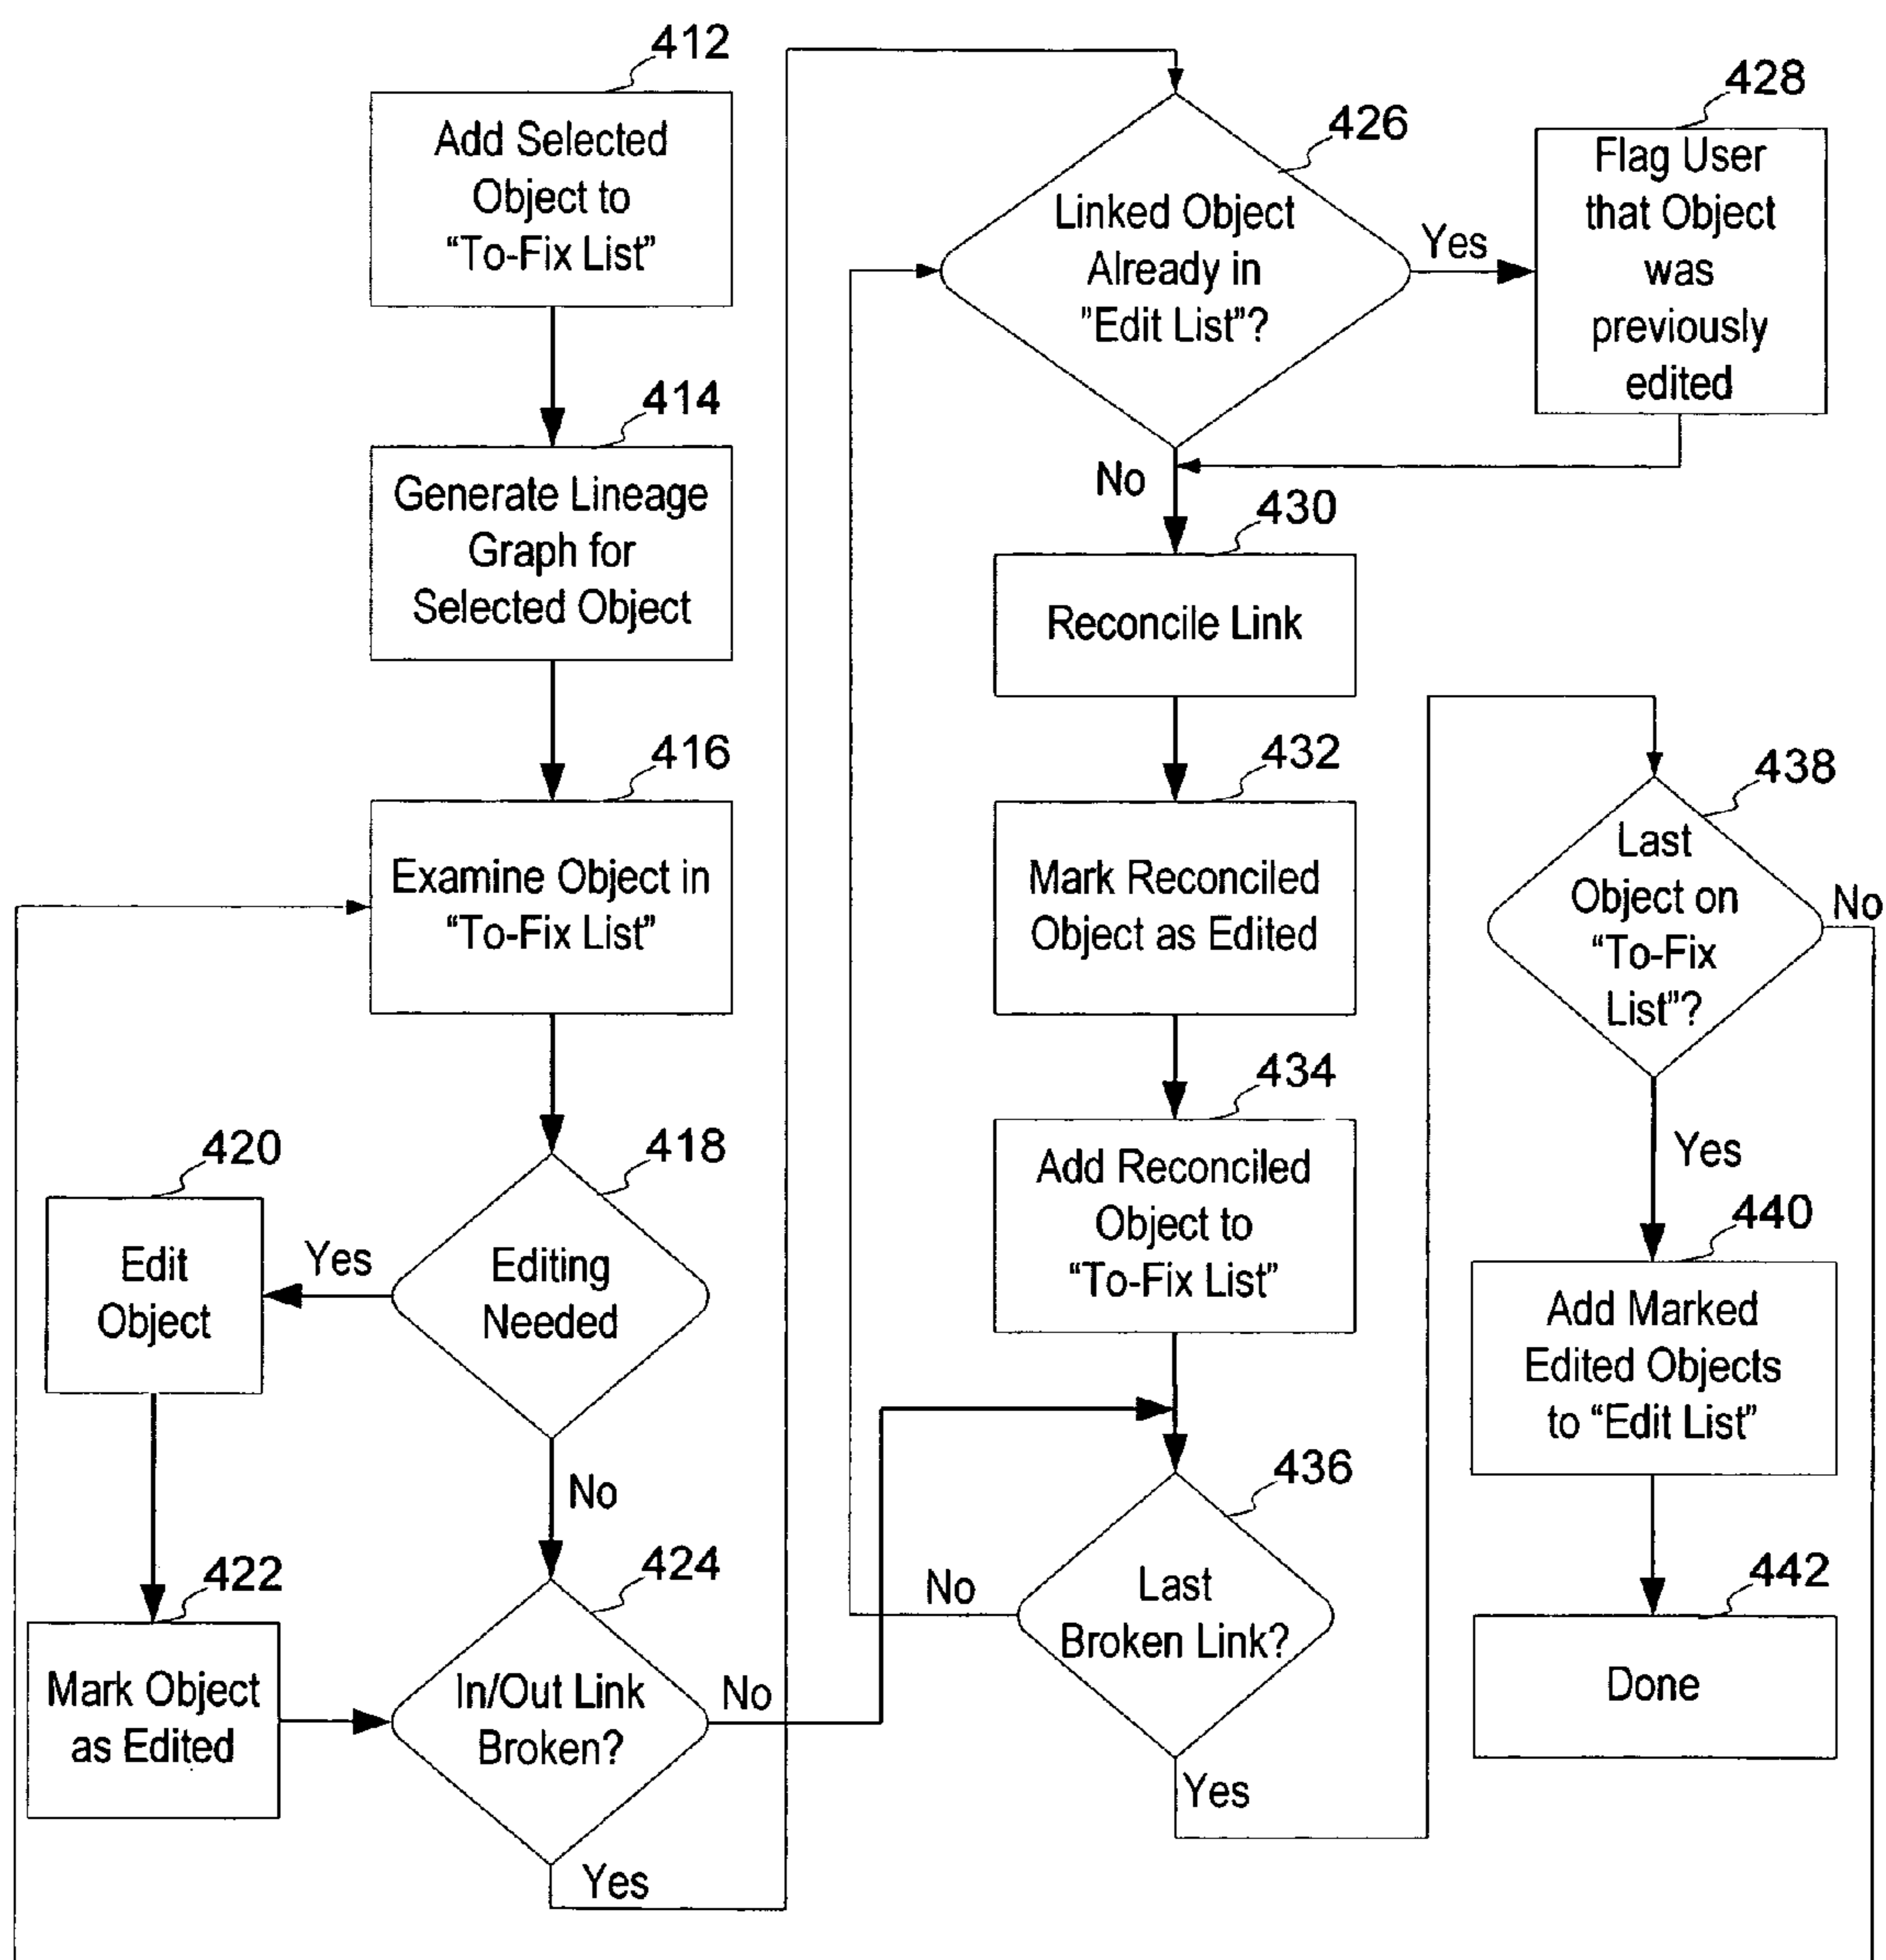 412
Add Selected
Object to
“To-Fix List”
414
Generate Lineage
Graph for
Selected Object
416
Examine Object in
“To-Fix List”
418
Editing
Needed
Yes
No
420
Edit
Object
422
Mark Object
as Edited
424
In/Out Link
Broken?
No
Yes
426
Linked Object
Already in
”Edit List”?
Yes
No
428
Flag User
that Object
was
previously
edited
430
Reconcile Link
432
Mark Reconciled
Object as Edited
434
Add Reconciled
Object to
“To-Fix List”
436
Last
Broken Link?
No
Yes
438
Last
Object on
“To-Fix
List”?
No
Yes
440
Add Marked
Edited Objects
to “Edit List”
442
Done